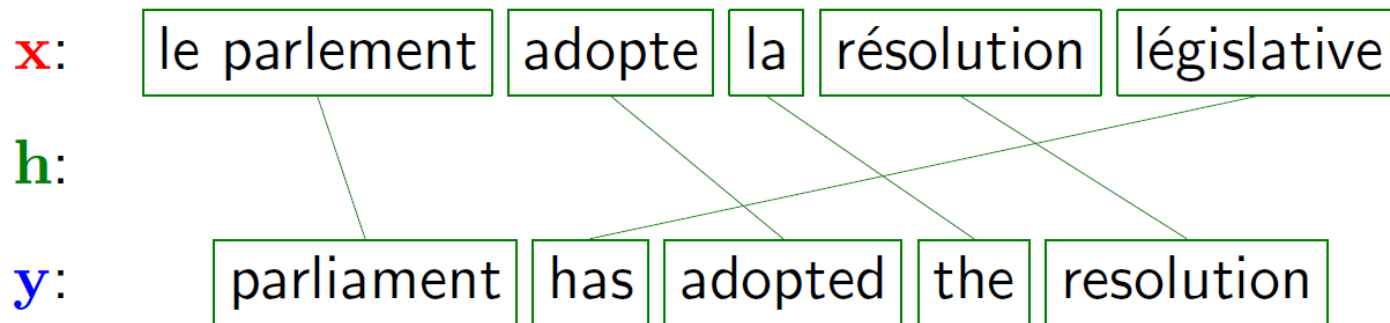 x: le parlement adopte la résolution législative
h:
y: parliament has adopted the resolution